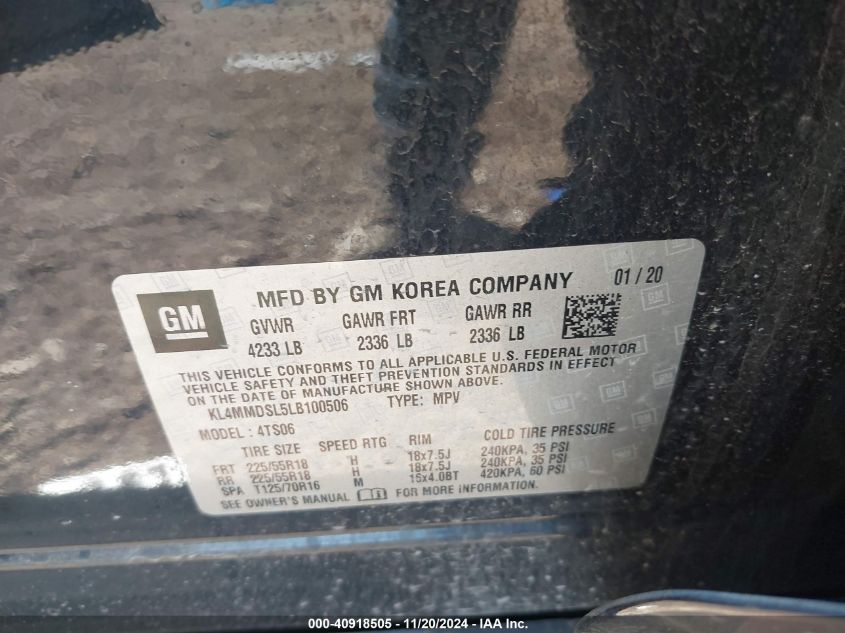 GM
MFD BY GM KOREA COMPANY 01 / 20
GVWR GAWR FRT GAWR RR
4233 LB 2336 LB 2336 LB
THIS VEHICLE CONFORMS TO ALL APPLICABLE U.S. FEDERAL MOTOR
VEHICLE SAFETY AND THEFT PREVENTION STANDARDS IN EFFECT
ON THE DATE OF MANUFACTURE SHOWN ABOVE.
KL4MMDSL5LB100506 TYPE: MPV
MODEL : 4TS06
TIRE SIZE SPEED RTG RIM COLD TIRE PRESSURE
FRT 225/55R18 H 18x7.5J 240KPA, 35 PSI
RR 225/55R18 H 18x7.5J 240KPA, 35 PSI
SPA T125/70R16 M 15x4.0BT 420KPA, 60 PSI
SEE OWNER'S MANUAL FOR MORE INFORMATION.
000-40918505 - 11/20/2024 - IAA Inc.